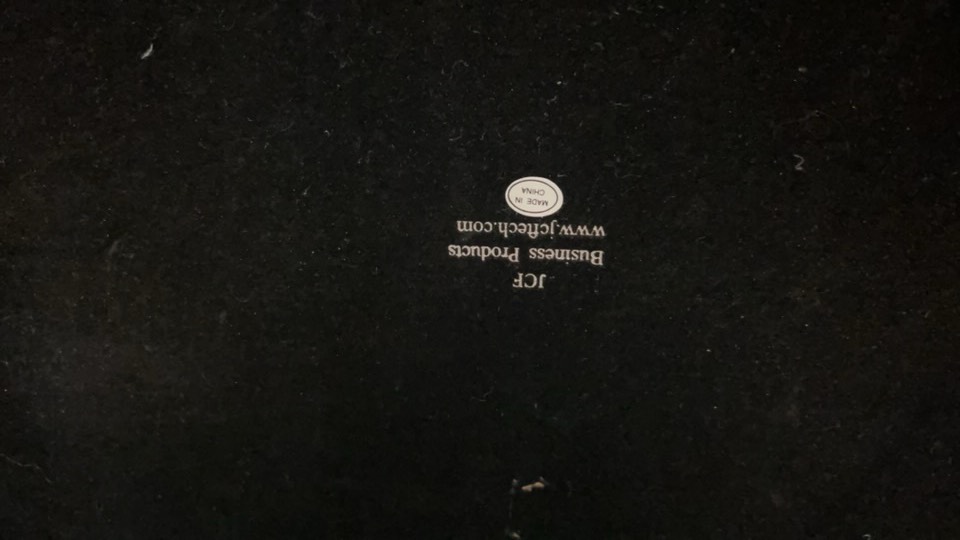 JCF
Business Products
www.jcftech.com
MADE IN
CHINA